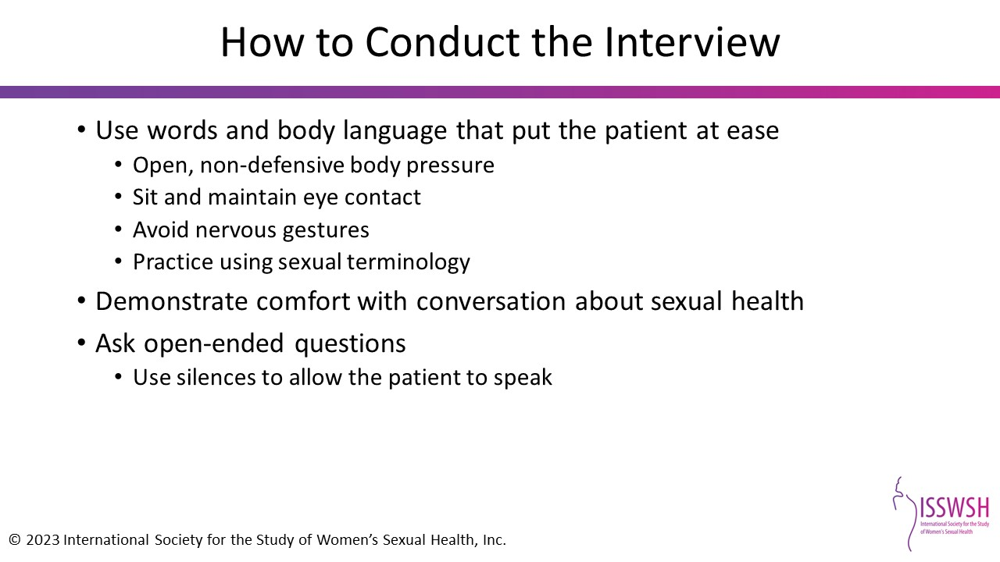 How to Conduct the Interview
• Use words and body language that put the patient at ease
• Open, non-defensive body pressure
• Sit and maintain eye contact
• Avoid nervous gestures
• Practice using sexual terminology
• Demonstrate comfort with conversation about sexual health
• Ask open-ended questions
• Use silences to allow the patient to speak
ISSWSH
International Society for the Study
of Women's Sexual Health
© 2023 International Society for the Study of Women’s Sexual Health, Inc.